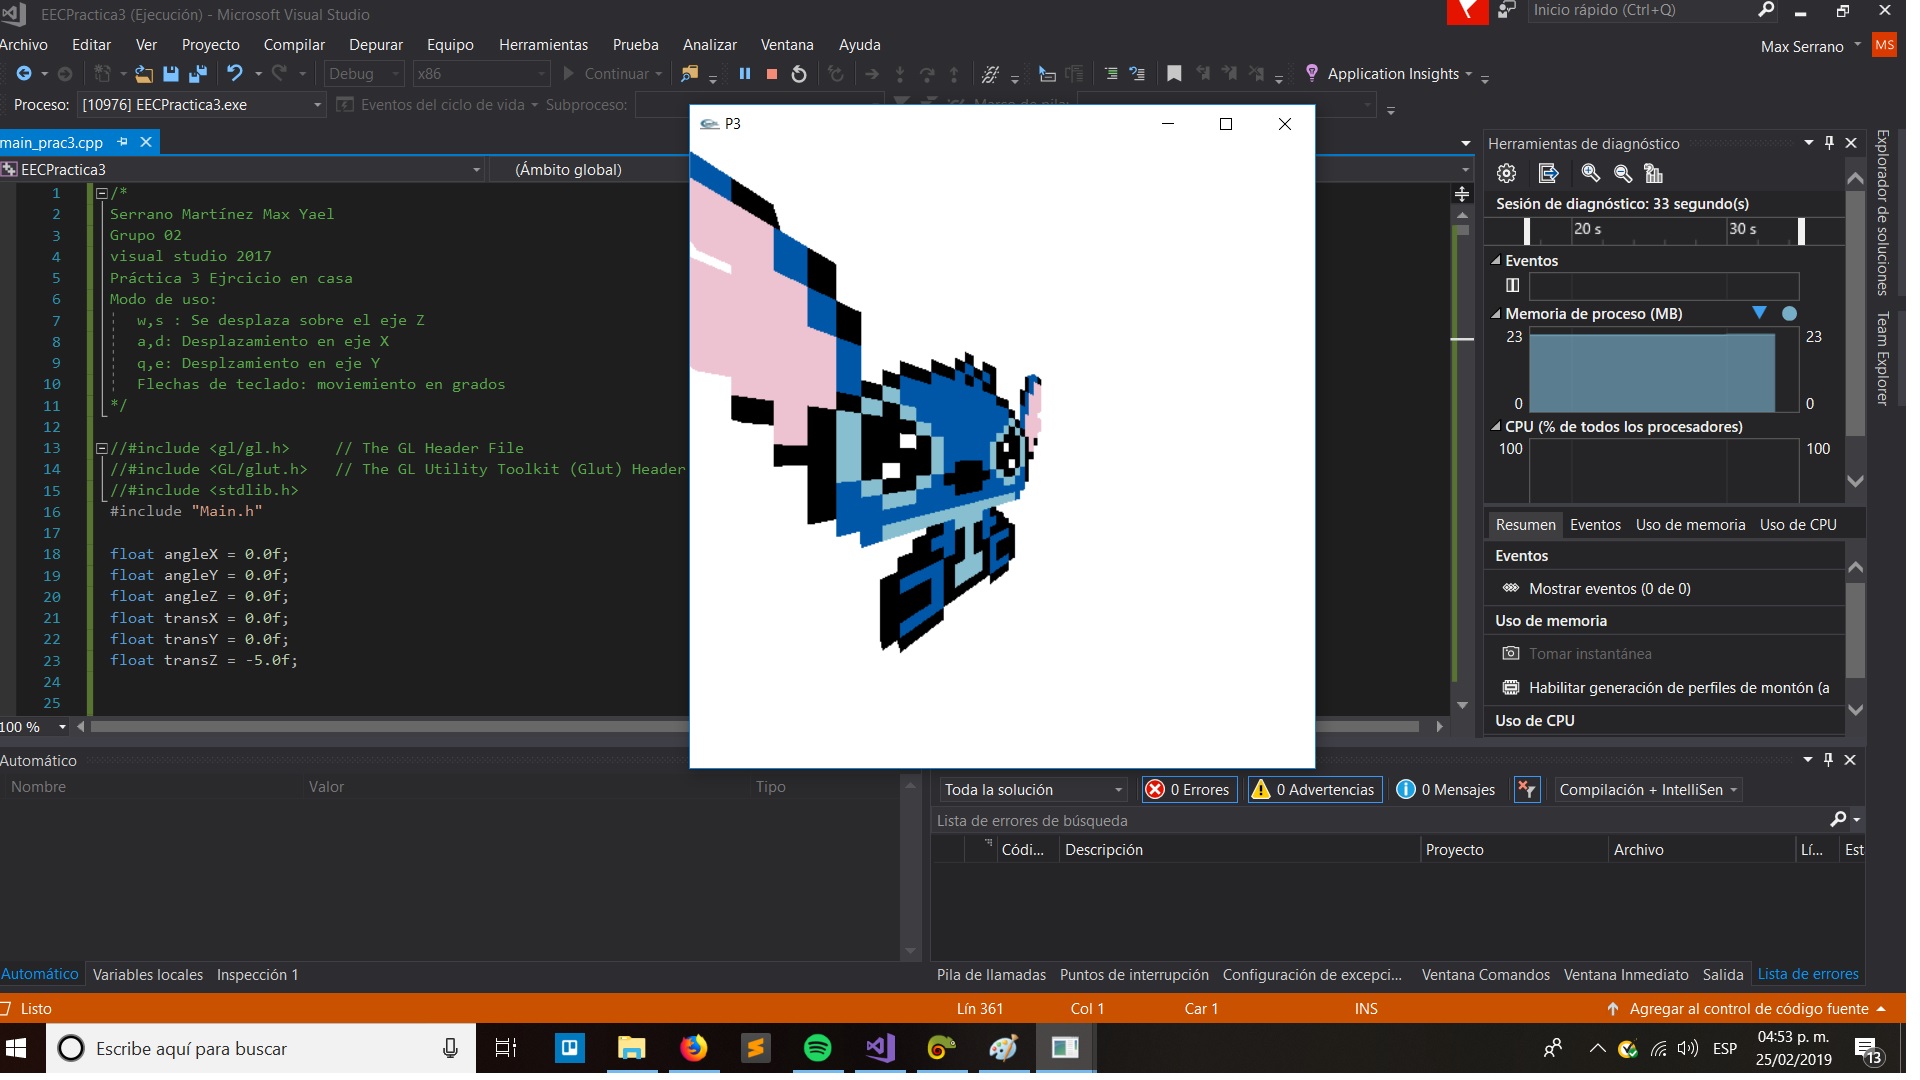 EECPractica3 (Ejecución) - Microsoft Visual Studio
Inicio rápido (Ctrl+Q)
Archivo Editar Ver Proyecto Compilar Depurar Equipo Herramientas Prueba Analizar Ventana Ayuda
Max Serrano MS
Debug x86 Continuar Application Insights
Proceso: [10976] EECPractica3.exe Eventos del ciclo de vida Subproceso: Marco de pila:
main_prac3.cpp
EECPractica3 (Ámbito global)
P3
1 /*
2 Serrano Martínez Max Yael
3 Grupo 02
4 visual studio 2017
5 Práctica 3 Ejrcicio en casa
6 Modo de uso:
7 w,s : Se desplaza sobre el eje Z
8 a,d: Desplazamiento en eje X
9 q,e: Desplzamiento en eje Y
10 Flechas de teclado: moviemiento en grados
11 */
12
13 //#include <gl/gl.h> // The GL Header File
14 //#include <GL/glut.h> // The GL Utility Toolkit (Glut) Header
15 //#include <stdlib.h>
16 #include "Main.h"
17
18 float angleX = 0.0f;
19 float angleY = 0.0f;
20 float angleZ = 0.0f;
21 float transX = 0.0f;
22 float transY = 0.0f;
23 float transZ = -5.0f;
24
25
100 %
Herramientas de diagnóstico
Sesión de diagnóstico: 33 segundo(s)
20 s 30 s
Eventos
Memoria de proceso (MB)
23 23
0 0
CPU (% de todos los procesadores)
100 100
Resumen Eventos Uso de memoria Uso de CPU
Eventos
Mostrar eventos (0 de 0)
Uso de memoria
Tomar instantánea
Habilitar generación de perfiles de montón (a
Uso de CPU
Explorador de soluciones
Team Explorer
Automático
Nombre Valor Tipo
Automático Variables locales Inspección 1
Toda la solución 0 Errores 0 Advertencias 0 Mensajes Compilación + IntelliSen
Lista de errores de búsqueda
Códi... Descripción Proyecto Archivo Lí... Est
Pila de llamadas Puntos de interrupción Configuración de excepci... Ventana Comandos Ventana Inmediato Salida Lista de errores
Listo Lín 361 Col 1 Car 1 INS Agregar al control de código fuente
Escribe aquí para buscar
ESP
04:53 p. m.
25/02/2019
13